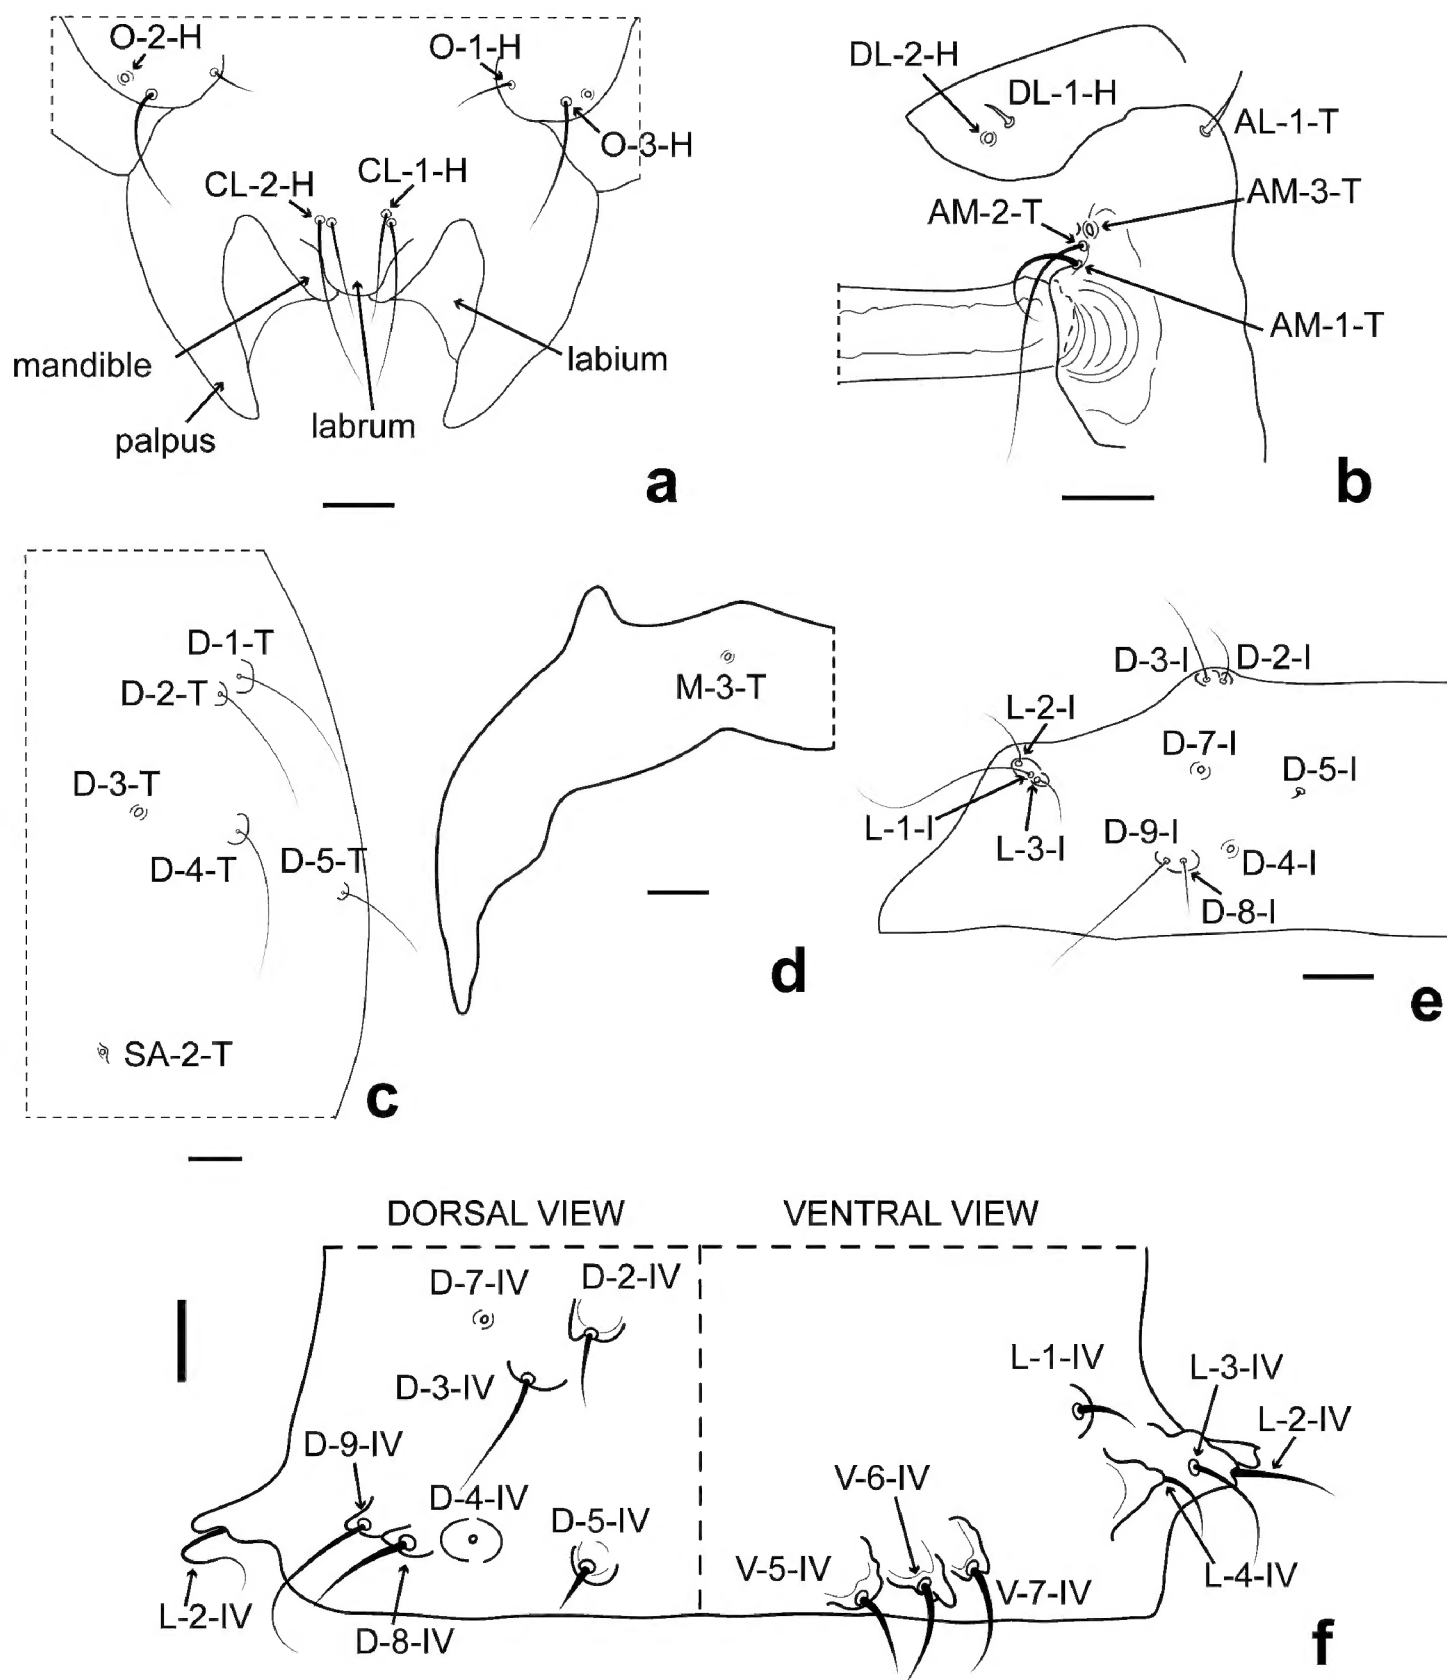 O-2-H
O-1-H
O-3-H
CL-2-H
CL-1-H
mandible
labium
palpus
labrum
a
DL-2-H
DL-1-H
AL-1-T
AM-2-T
AM-3-T
AM-1-T
b
D-1-T
D-2-T
D-3-T
D-4-T
D-5-T
SA-2-T
c
M-3-T
d
D-3-I
D-2-I
L-2-I
D-7-I
D-5-I
L-1-I
L-3-I
D-9-I
D-4-I
D-8-I
e
DORSAL VIEW
VENTRAL VIEW
D-7-IV
D-2-IV
D-3-IV
D-9-IV
D-4-IV
D-5-IV
L-2-IV
D-8-IV
L-1-IV
L-3-IV
L-2-IV
V-6-IV
V-5-IV
V-7-IV
L-4-IV
f